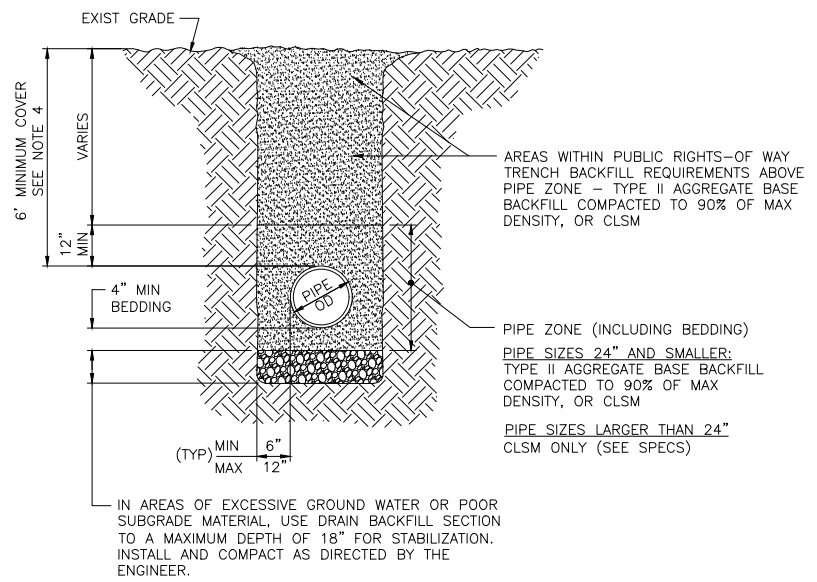 EXIST GRADE
6' MINIMUM COVER
SEE NOTE 4
VARIES
12"
MIN
AREAS WITHIN PUBLIC RIGHTS-OF WAY
TRENCH BACKFILL REQUIREMENTS ABOVE
PIPE ZONE - TYPE II AGGREGATE BASE
BACKFILL COMPACTED TO 90% OF MAX
DENSITY, OR CLSM
4" MIN
BEDDING
PIPE
OD
PIPE ZONE (INCLUDING BEDDING)
PIPE SIZES 24" AND SMALLER:
TYPE II AGGREGATE BASE BACKFILL
COMPACTED TO 90% OF MAX
DENSITY, OR CLSM
PIPE SIZES LARGER THAN 24"
CLSM ONLY (SEE SPECS)
(TYP) MIN 6"
MAX 12"
IN AREAS OF EXCESSIVE GROUND WATER OR POOR
SUBGRADE MATERIAL, USE DRAIN BACKFILL SECTION
TO A MAXIMUM DEPTH OF 18" FOR STABILIZATION.
INSTALL AND COMPACT AS DIRECTED BY THE
ENGINEER.